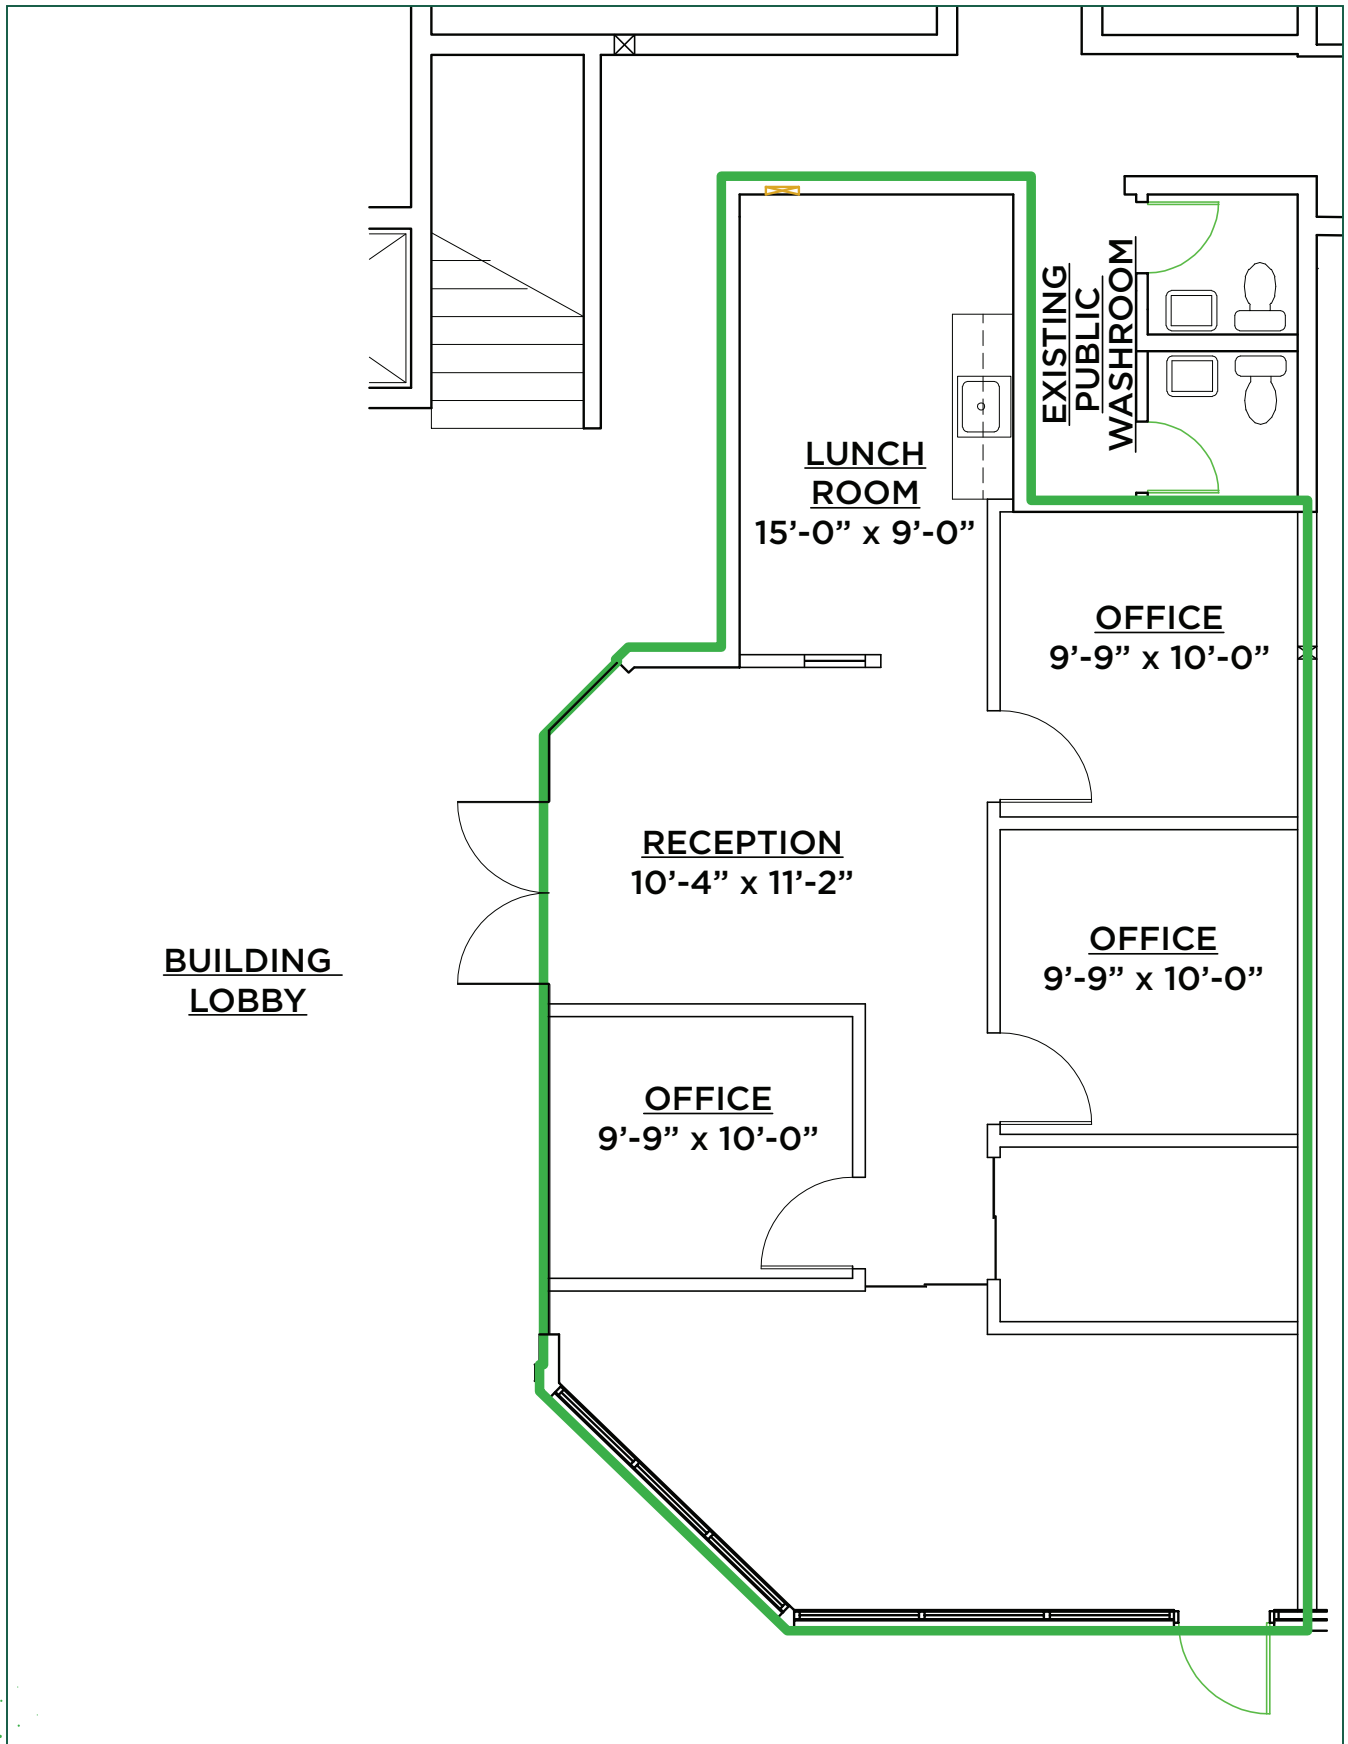 EXISTING
PUBLIC
WASHROOM
LUNCH
ROOM
15’-0” x 9’-0”
OFFICE
9’-9” x 10’-0”
RECEPTION
10’-4” x 11’-2”
OFFICE
9’-9” x 10’-0”
BUILDING
LOBBY
OFFICE
9’-9” x 10’-0”